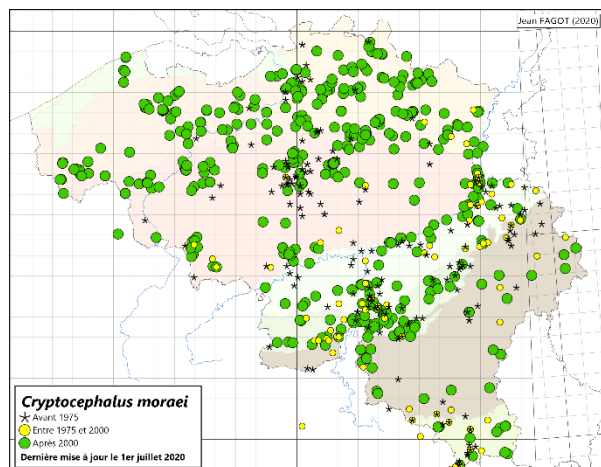 Jean FAGOT (2020)
Cryptocephalus moraei
Avant 1975
Entre 1975 et 2000
Après 2000
Dernière mise à jour le 1er juillet 2020